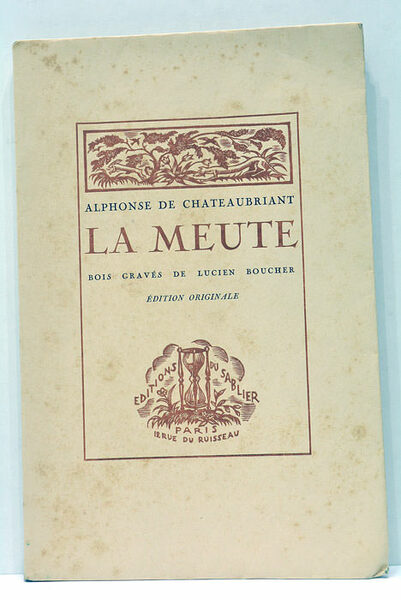 ALPHONSE DE CHATEAUBRIANT
LA MEUTE
BOIS GRAVÉS DE LUCIEN BOUCHER
ÉDITION ORIGINALE
EDITIONS DU SABLIER
PARIS
12, RUE DU RUISSEAU